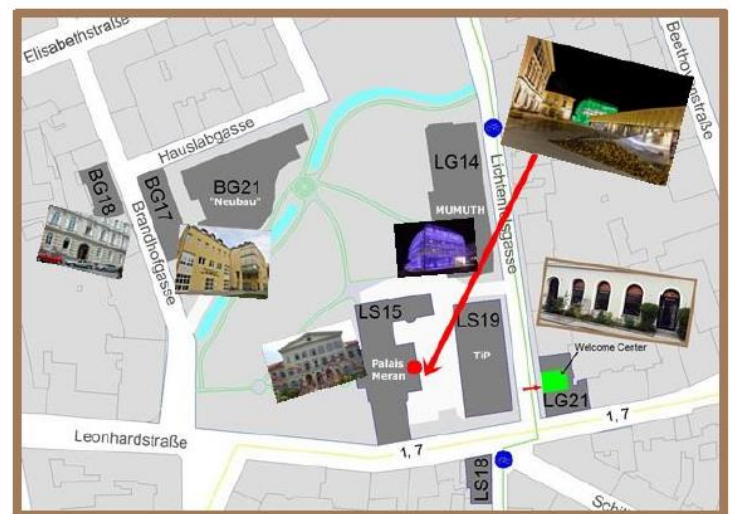 Elisabethstraße
Hauslabgasse
BG18
BG17
Brandhofgasse
BG21
"Neubau"
LG14
MUMUTH
Lichtenfelsgasse
LS15
Palais
Meran
LS19
TiP
Welcome Center
LG21
1, 7
Leonhardstraße
1, 7
LS18